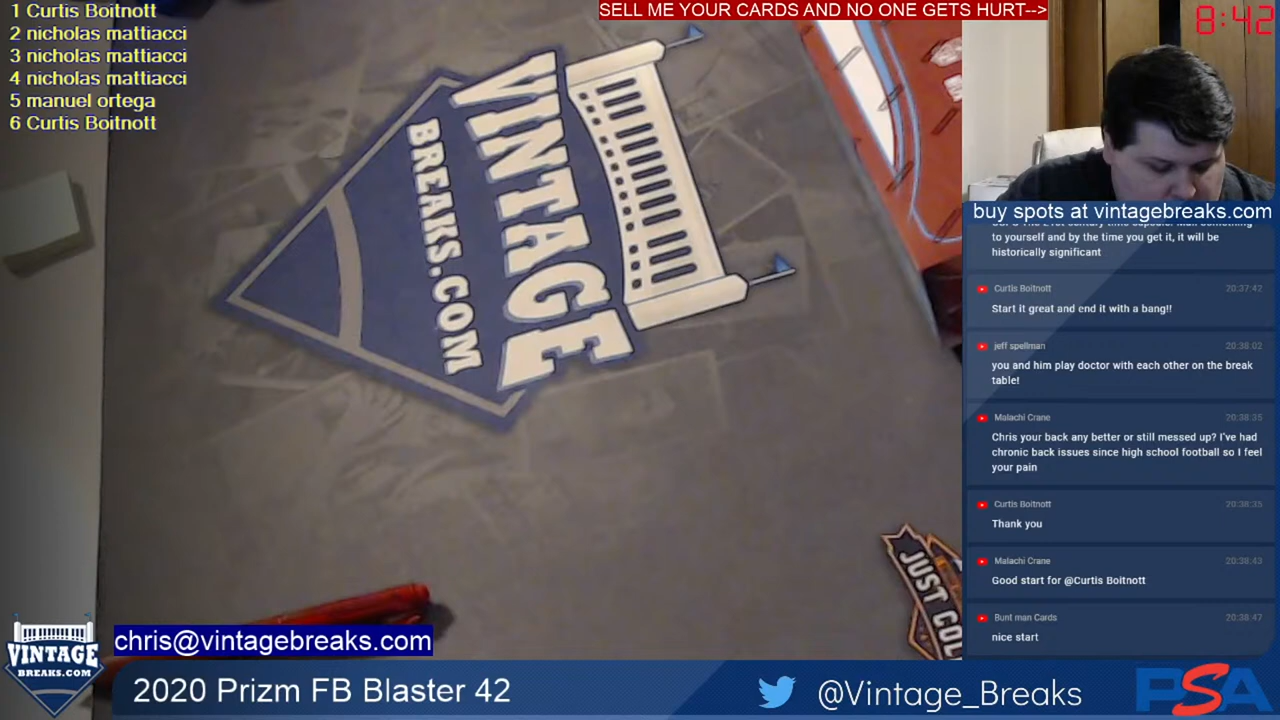 1 Curtis Boitnott
2 nicholas mattiacci
3 nicholas mattiacci
4 nicholas mattiacci
5 manuel ortega
6 Curtis Boitnott
SELL ME YOUR CARDS AND NO ONE GETS HURT-->
8:42
VINTAGE
BREAKS.COM
buy spots at vintagebreaks.com
to yourself and by the time you get it, it will be
historically significant
Curtis Boitnott 20:37:42
Start it great and end it with a bang!!
jeff spellman 20:38:02
you and him play doctor with each other on the break
table!
Malachi Crane 20:38:35
Chris your back any better or still messed up? I've had
chronic back issues since high school football so I feel
your pain
Curtis Boitnott 20:38:35
Thank you
Malachi Crane 20:38:43
Good start for @Curtis Boitnott
Bunt man Cards 20:38:47
nice start
JUST COL
chris@vintagebreaks.com
VINTAGE
BREAKS.COM
2020 Prizm FB Blaster 42
@Vintage_Breaks
PSA